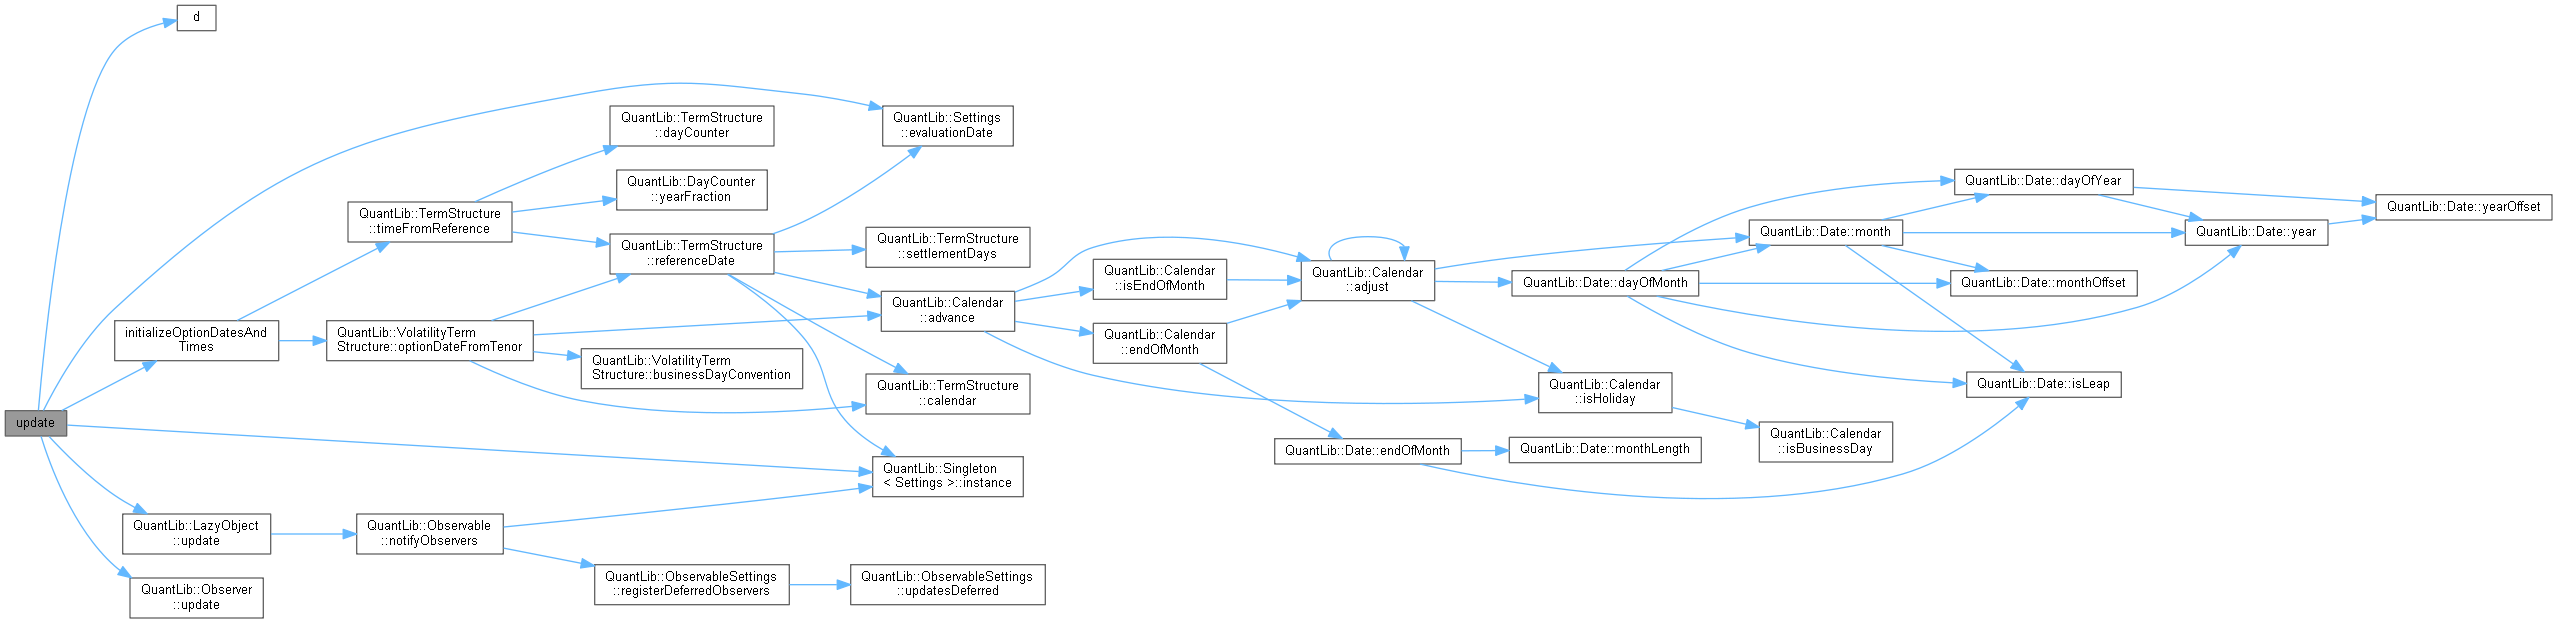 d
QuantLib::TermStructure
::dayCounter
QuantLib::Settings
::evaluationDate
QuantLib::DayCounter
::yearFraction
QuantLib::Date::dayOfYear
QuantLib::Date::yearOffset
QuantLib::TermStructure
::timeFromReference
QuantLib::TermStructure
::referenceDate
QuantLib::TermStructure
::settlementDays
QuantLib::Date::month
QuantLib::Date::year
QuantLib::Calendar
::isEndOfMonth
QuantLib::Calendar
::adjust
QuantLib::Date::dayOfMonth
QuantLib::Date::monthOffset
QuantLib::Calendar
::advance
initializeOptionDatesAnd
Times
QuantLib::VolatilityTerm
Structure::optionDateFromTenor
QuantLib::Calendar
::endOfMonth
QuantLib::VolatilityTerm
Structure::businessDayConvention
QuantLib::TermStructure
::calendar
QuantLib::Calendar
::isHoliday
QuantLib::Date::isLeap
update
QuantLib::Date::endOfMonth
QuantLib::Date::monthLength
QuantLib::Calendar
::isBusinessDay
QuantLib::Singleton
< Settings >::instance
QuantLib::LazyObject
::update
QuantLib::Observable
::notifyObservers
QuantLib::Observer
::update
QuantLib::ObservableSettings
::registerDeferredObservers
QuantLib::ObservableSettings
::updatesDeferred